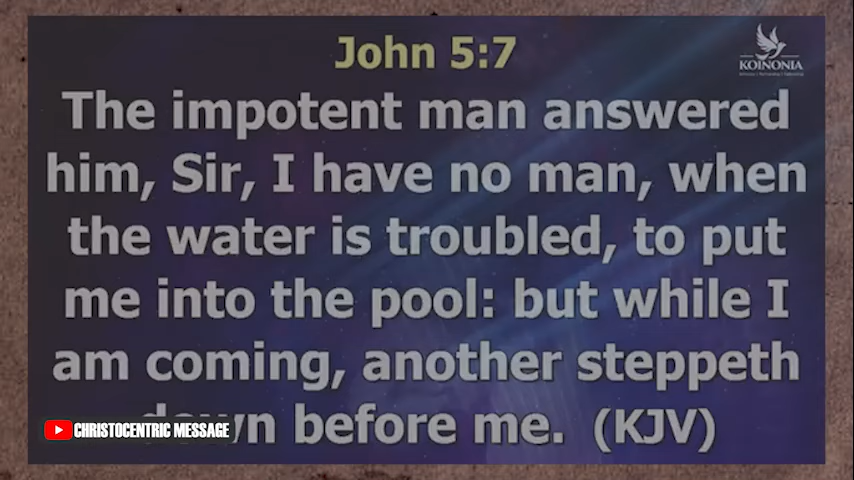 John 5:7
KOINONIA
The impotent man answered
him, Sir, I have no man, when
the water is troubled, to put
me into the pool: but while I
am coming, another steppeth
down before me. (KJV)
CHRISTOCENTRIC MESSAGE